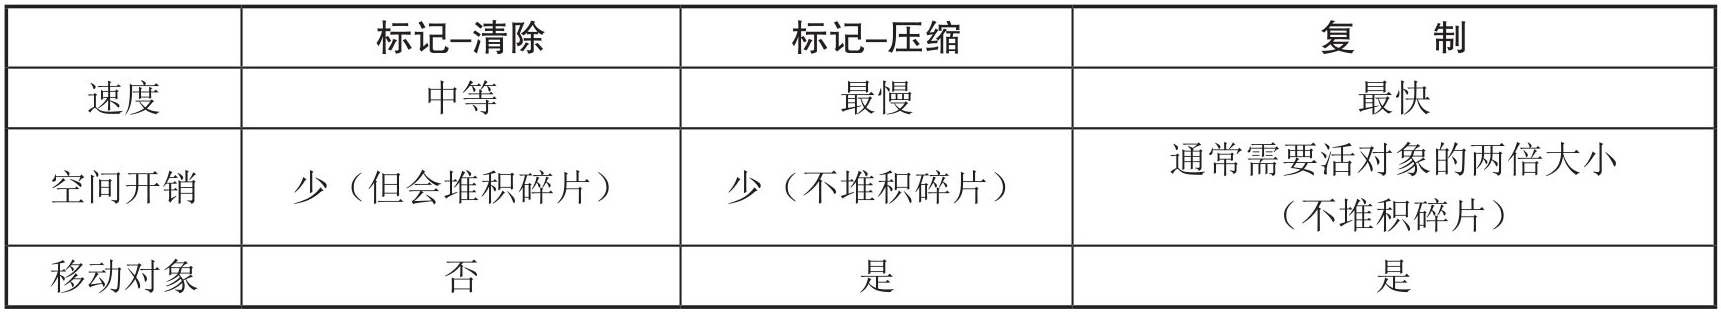 标记–清除 标记–压缩 复 制
速度 中等 最慢 最快
空间开销 少（但会堆积碎片） 少（不堆积碎片） 通常需要活对象的两倍大小
（不堆积碎片）
移动对象 否 是 是